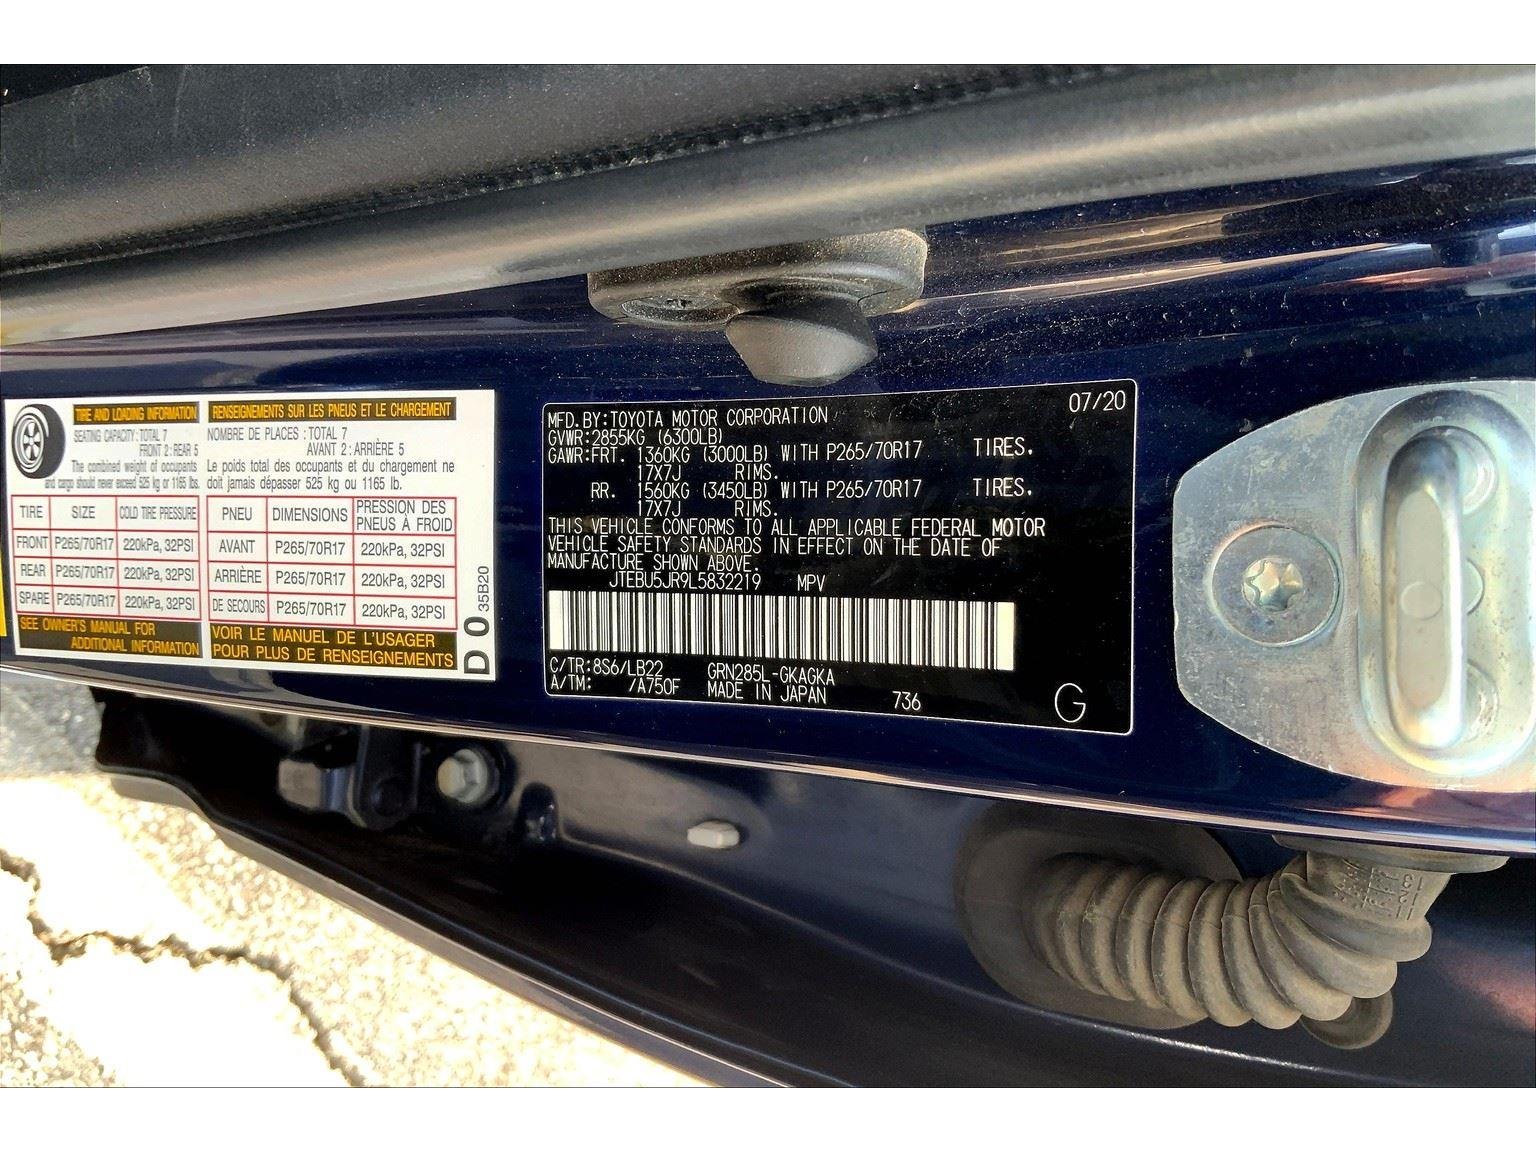 TIRE AND LOADING INFORMATION
SEATING CAPACITY: TOTAL 7
FRONT 2: REAR 5
The combined weight of occupants
and cargo should never exceed 525 kg or 1165 lbs.
TIRE SIZE COLD TIRE PRESSURE
FRONT P265/70R17 220kPa, 32PSI
REAR P265/70R17 220kPa, 32PSI
SPARE P265/70R17 220kPa, 32PSI
SEE OWNER'S MANUAL FOR
ADDITIONAL INFORMATION
RENSEIGNEMENTS SUR LES PNEUS ET LE CHARGEMENT
NOMBRE DE PLACES : TOTAL 7
AVANT 2 : ARRIÈRE 5
Le poids total des occupants et du chargement ne
doit jamais dépasser 525 kg ou 1165 lb.
PNEU DIMENSIONS PRESSION DES
PNEUS À FROID
AVANT P265/70R17 220kPa, 32PSI
ARRIÈRE P265/70R17 220kPa, 32PSI
DE SECOURS P265/70R17 220kPa, 32PSI
VOIR LE MANUEL DE L'USAGER
POUR PLUS DE RENSEIGNEMENTS
D0 35B20
07/20
MFD. BY: TOYOTA MOTOR CORPORATION
GVWR: 2855KG (6300LB)
GAWR: FRT. 1360KG (3000LB) WITH P265/70R17 TIRES.
17X7J RIMS.
RR. 1560KG (3450LB) WITH P265/70R17 TIRES.
17X7J RIMS.
THIS VEHICLE CONFORMS TO ALL APPLICABLE FEDERAL MOTOR
VEHICLE SAFETY STANDARDS IN EFFECT ON THE DATE OF
MANUFACTURE SHOWN ABOVE.
JTEBU5JR9L5832219 MPV
C/TR: 8S6/LB22 GRN285L-GKAGKA
A/TM: /A750F MADE IN JAPAN 736
G